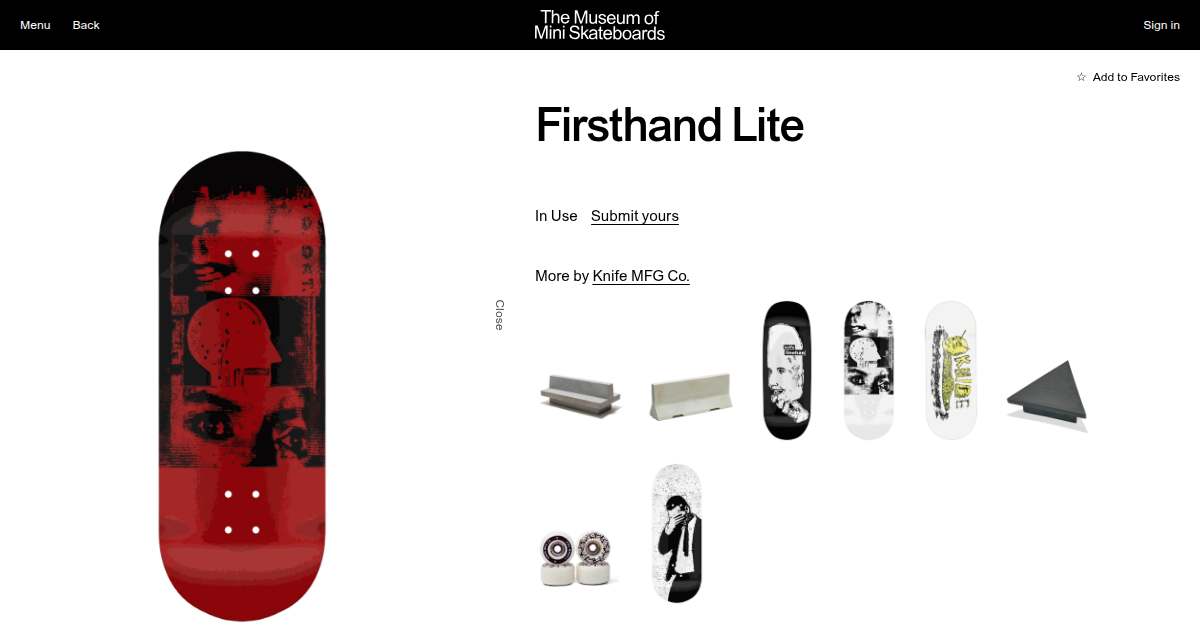 Menu
Back
The Museum of
Mini Skateboards
Sign in
☆ Add to Favorites
Firsthand Lite
In Use
Submit yours
More by Knife MFG Co.
Close
KNIFE